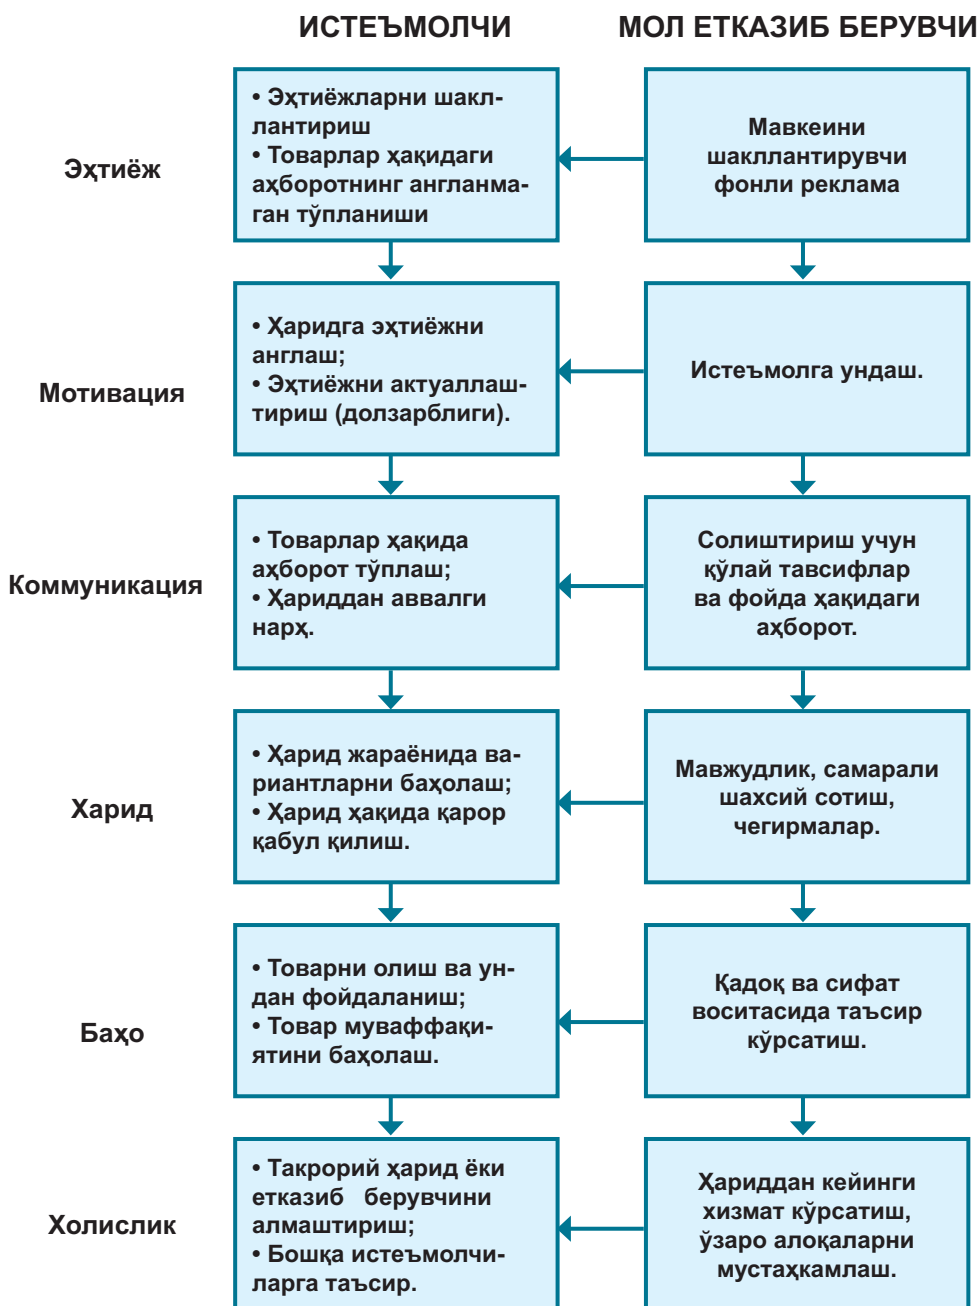 ИСТЕЪМОЛЧИ
МОЛ ЕТКАЗИБ БЕРУВЧИ
Эҳтиёж
• Эҳтиёжларни шакл-
лантириш
• Товарлар ҳақидаги
аҳборотнинг англанма-
ган тўпланиши
Мавкеини
шакллантирувчи
фонли реклама
Мотивация
• Ҳаридга эҳтиёжни
англаш;
• Эҳтиёжни актуаллаш-
тириш (долзарблиги).
Истеъмолга ундаш.
Коммуникация
• Товарлар ҳақида
аҳборот тўплаш;
• Ҳариддан аввалги
нарҳ.
Солиштириш учун
қўлай тавсифлар
ва фойда ҳақидаги
аҳборот.
Харид
• Ҳарид жараёнида ва-
риантларни баҳолаш;
• Ҳарид ҳақида қарор
қабул қилиш.
Мавжудлик, самарали
шахсий сотиш,
чегирмалар.
Баҳо
• Товарни олиш ва ун-
дан фойдаланиш;
• Товар муваффақи-
ятини баҳолаш.
Қадоқ ва сифат
воситасида таъсир
кўрсатиш.
Холислик
• Такрорий ҳарид ёки
етказиб берувчини
алмаштириш;
• Бошқа истеъмолчи-
ларга таъсир.
Ҳариддан кейинги
хизмат кўрсатиш,
ўзаро алоқаларни
мустаҳкамлаш.